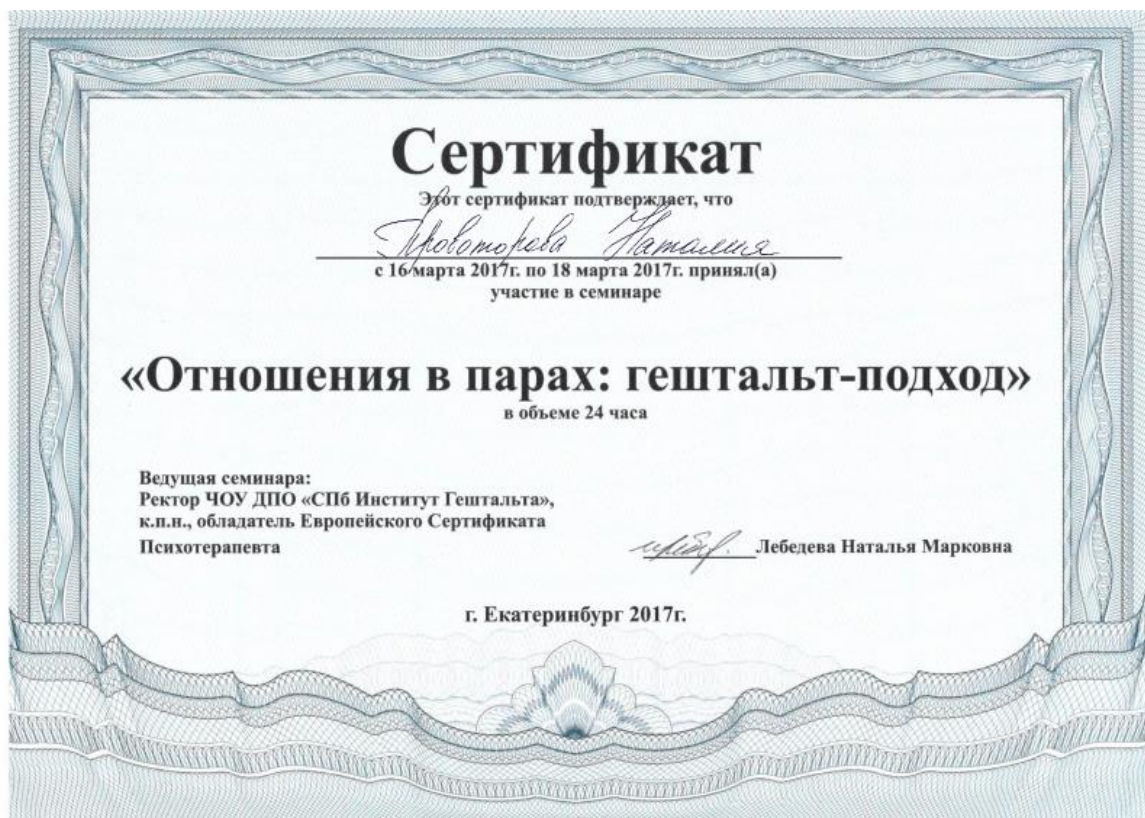 Сертификат
Этот сертификат подтверждает, что
Провоторова Наталия
с 16 марта 2017г. по 18 марта 2017г. принял(а)
участие в семинаре
«Отношения в парах: гештальт-подход»
в объеме 24 часа
Ведущая семинара:
Ректор ЧОУ ДПО «СПб Институт Гештальта»,
к.п.н., обладатель Европейского Сертификата
Психотерапевта
Лебедева Наталья Марковна
г. Екатеринбург 2017г.